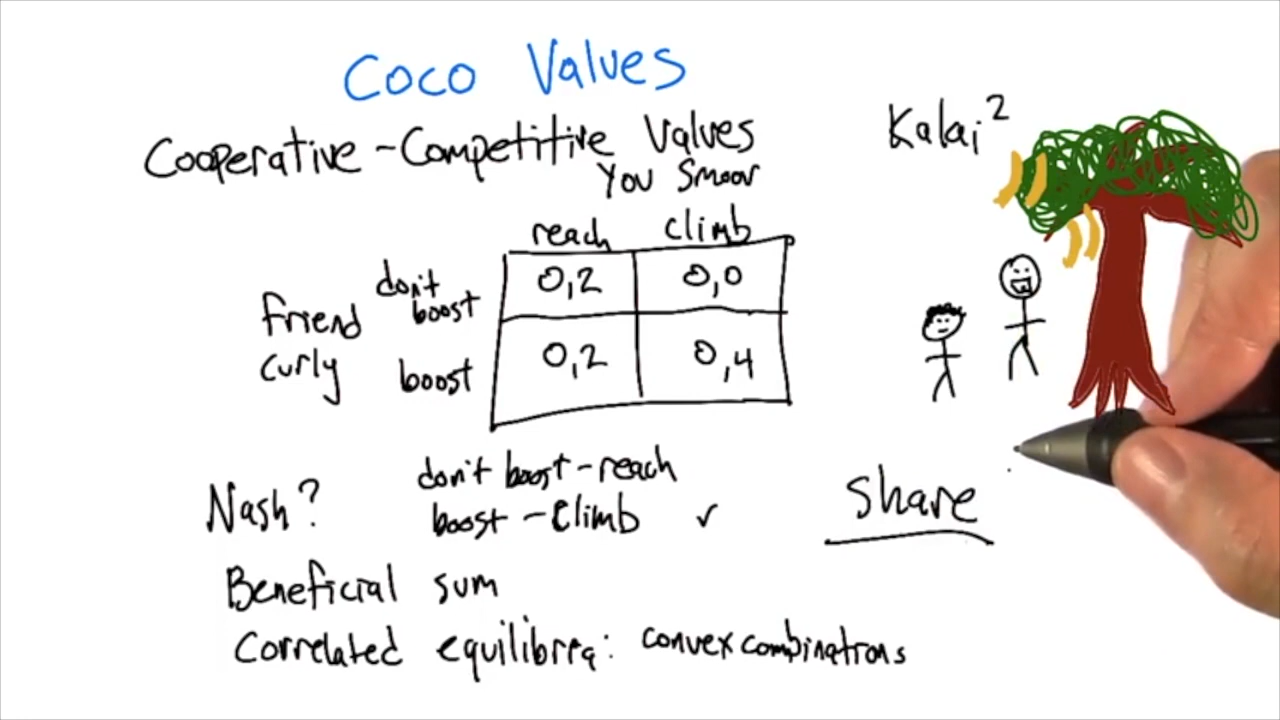 Coco Values
Cooperative - Competitive Values
Kalai²
You Smoov
reach climb
don't boost 0,2 0,0
friend curly
boost 0,2 0,4
Nash? don't boost - reach
boost - climb ✓
Share
Beneficial sum
Correlated equilibria: convex combinations